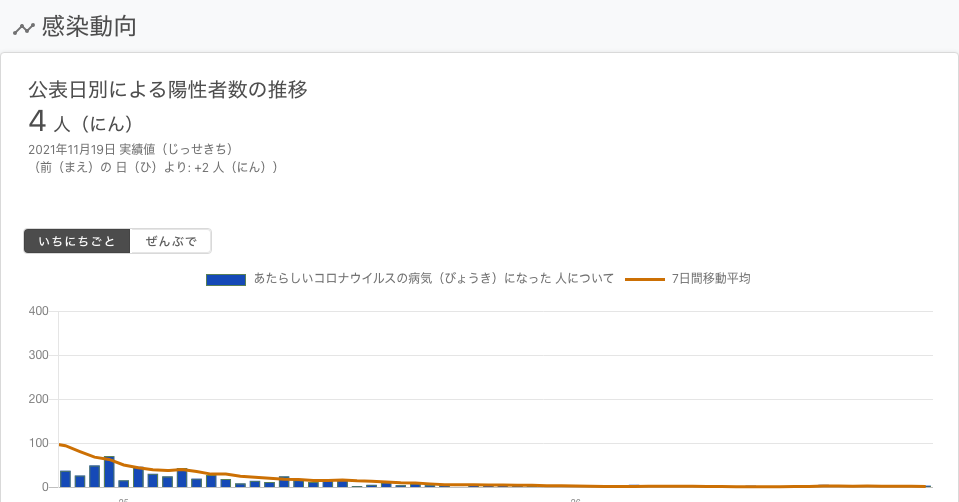 感染動向
公表日別による陽性者数の推移
4 人（にん）
2021年11月19日 実績値（じっせきち）
（前（まえ）の 日（ひ）より: +2 人（にん））
いちにちごと ぜんぶで
あたらしいコロナウイルスの病気（びょうき）になった 人について 7日間移動平均
400
300
200
100
0